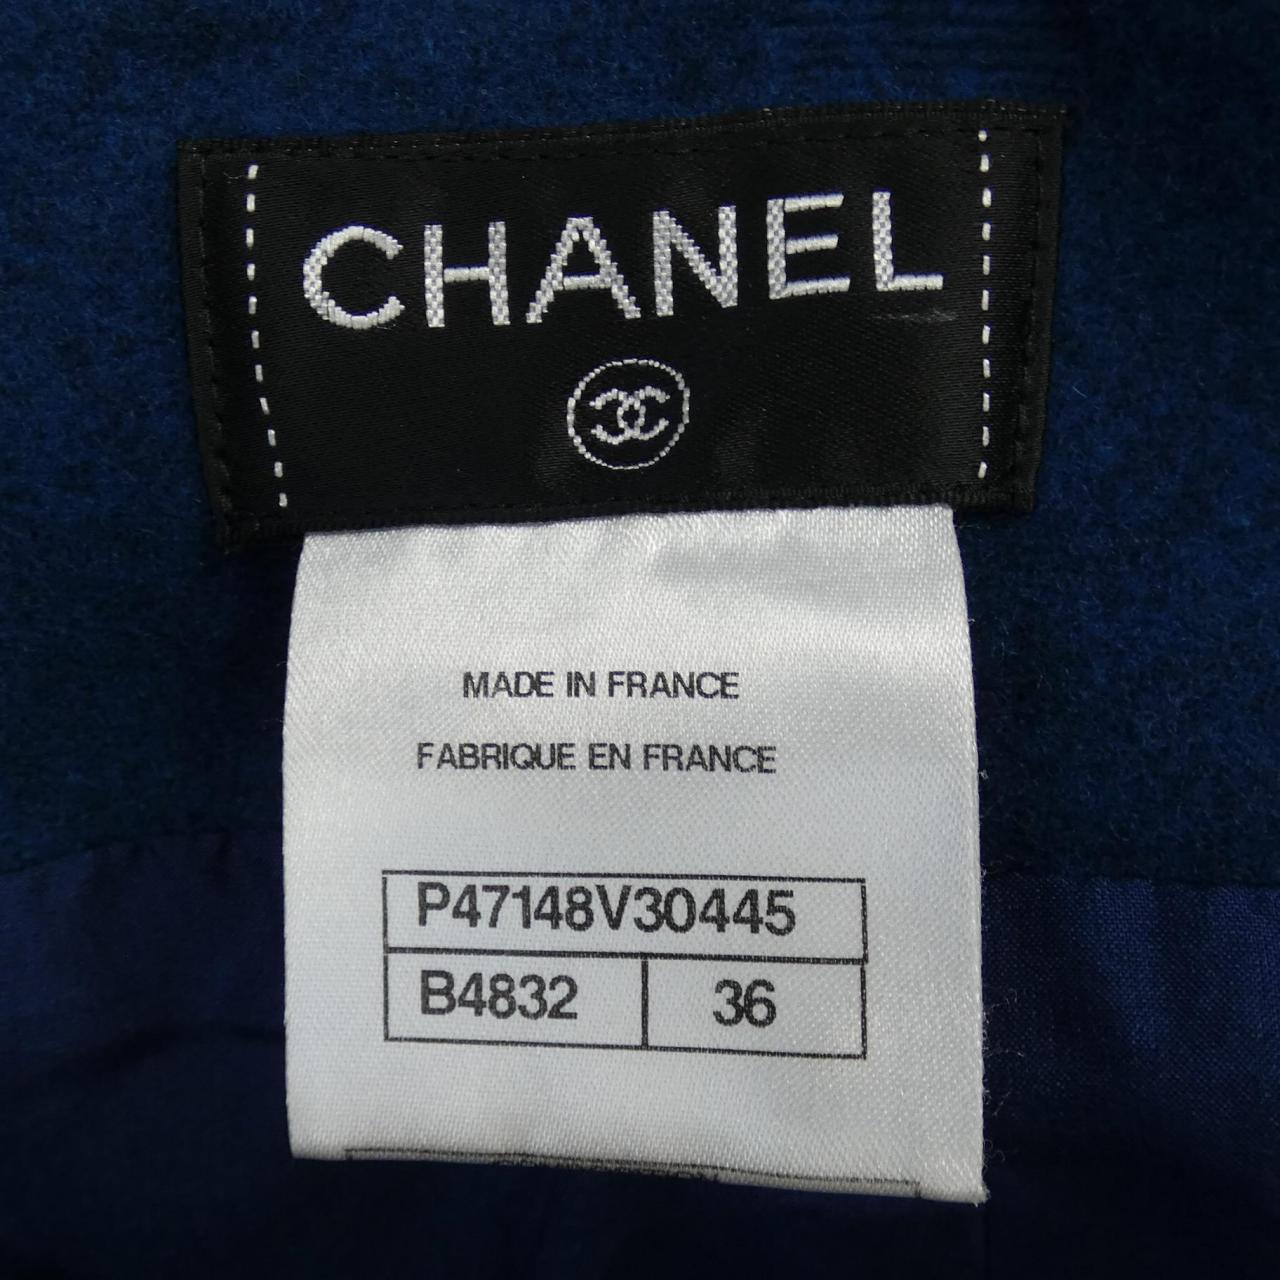 CHANEL
MADE IN FRANCE
FABRIQUE EN FRANCE
P47148V30445
B4832 36